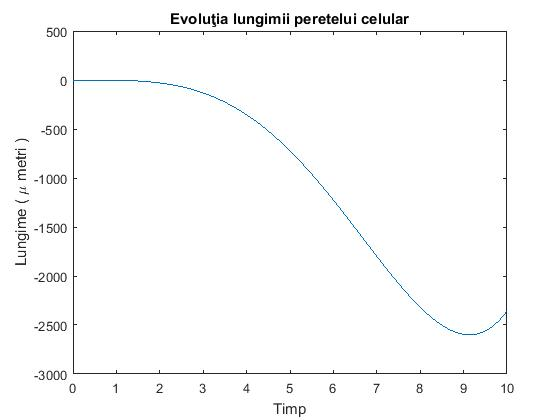 Evoluţia lungimii peretelui celular
500
0
-500
-1000
-1500
-2000
-2500
-3000
Lungime ( μ metri )
0 1 2 3 4 5 6 7 8 9 10
Timp